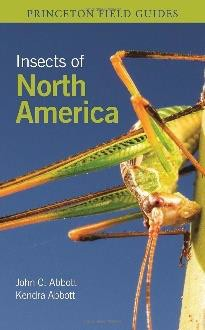 PRINCETON FIELD GUIDES
Insects of
North
America
John C. Abbott
Kendra Abbott